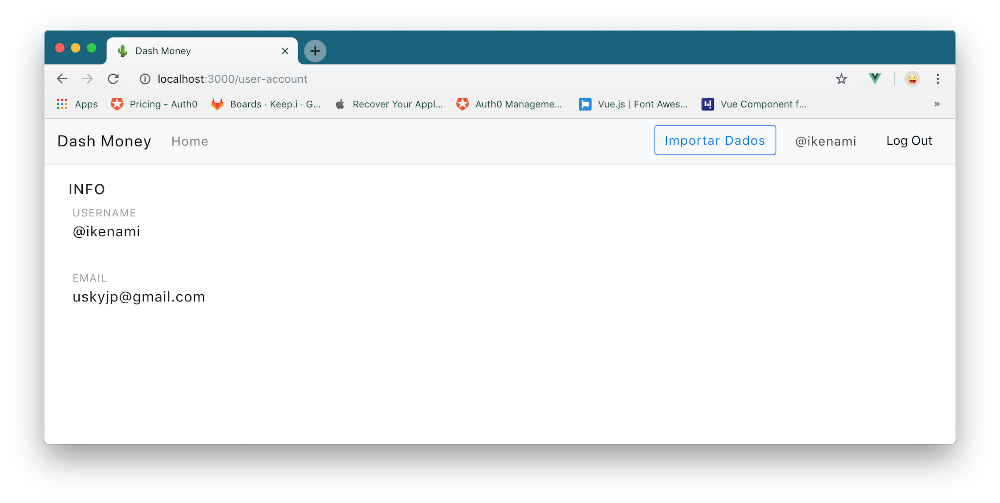 Dash Money
localhost:3000/user-account
Apps Pricing - Auth0 Boards · Keep.i · G... Recover Your Appl... Auth0 Manageme... Vue.js | Font Awes... Vue Component f... »
Dash Money Home Importar Dados @ikenami Log Out
INFO
USERNAME
@ikenami
EMAIL
uskyjp@gmail.com